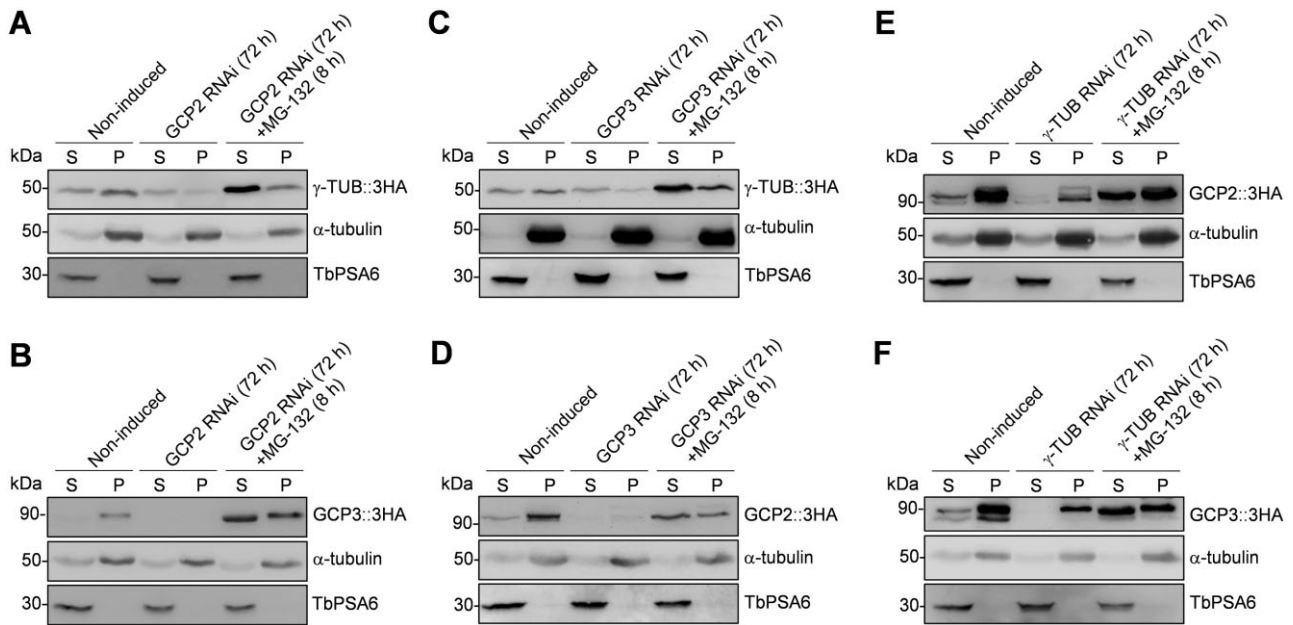 A
Non-induced
GCP2 RNAi (72 h)
GCP2 RNAi (72 h)
+MG-132 (8 h)
kDa
S P S P S P
50
γ-TUB::3HA
50
α-tubulin
30
TbPSA6
B
Non-induced
GCP2 RNAi (72 h)
GCP2 RNAi (72 h)
+MG-132 (8 h)
kDa
S P S P S P
90
GCP3::3HA
50
α-tubulin
30
TbPSA6
C
Non-induced
GCP3 RNAi (72 h)
GCP3 RNAi (72 h)
+MG-132 (8 h)
kDa
S P S P S P
50
γ-TUB::3HA
50
α-tubulin
30
TbPSA6
D
Non-induced
GCP3 RNAi (72 h)
GCP3 RNAi (72 h)
+MG-132 (8 h)
kDa
S P S P S P
90
GCP2::3HA
50
α-tubulin
30
TbPSA6
E
Non-induced
γ-TUB RNAi (72 h)
γ-TUB RNAi (72 h)
+MG-132 (8 h)
kDa
S P S P S P
90
GCP2::3HA
50
α-tubulin
30
TbPSA6
F
Non-induced
γ-TUB RNAi (72 h)
γ-TUB RNAi (72 h)
+MG-132 (8 h)
kDa
S P S P S P
90
GCP3::3HA
50
α-tubulin
30
TbPSA6